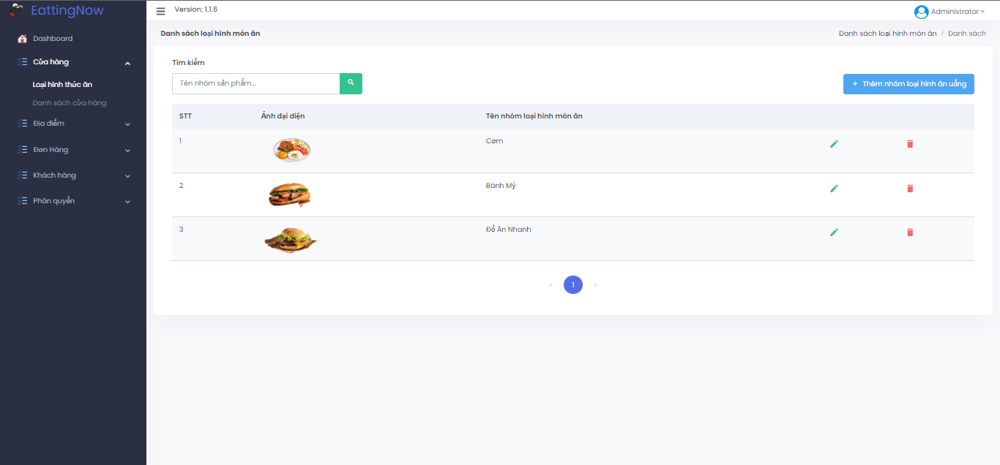 EattingNow
Version: 1.1.6
Administrator
Dashboard
Cửa hàng
Loại hình thức ăn
Danh sách cửa hàng
Địa điểm
Đơn Hàng
Khách hàng
Phân quyền
Danh sách loại hình món ăn
Danh sách loại hình món ăn / Danh sách
Tìm kiếm
Tên nhóm sản phẩm...
+ Thêm nhóm loại hình ăn uống
STT Ảnh đại diện Tên nhóm loại hình món ăn
1 Cơm
2 Bánh Mỳ
3 Đồ Ăn Nhanh
< 1 >